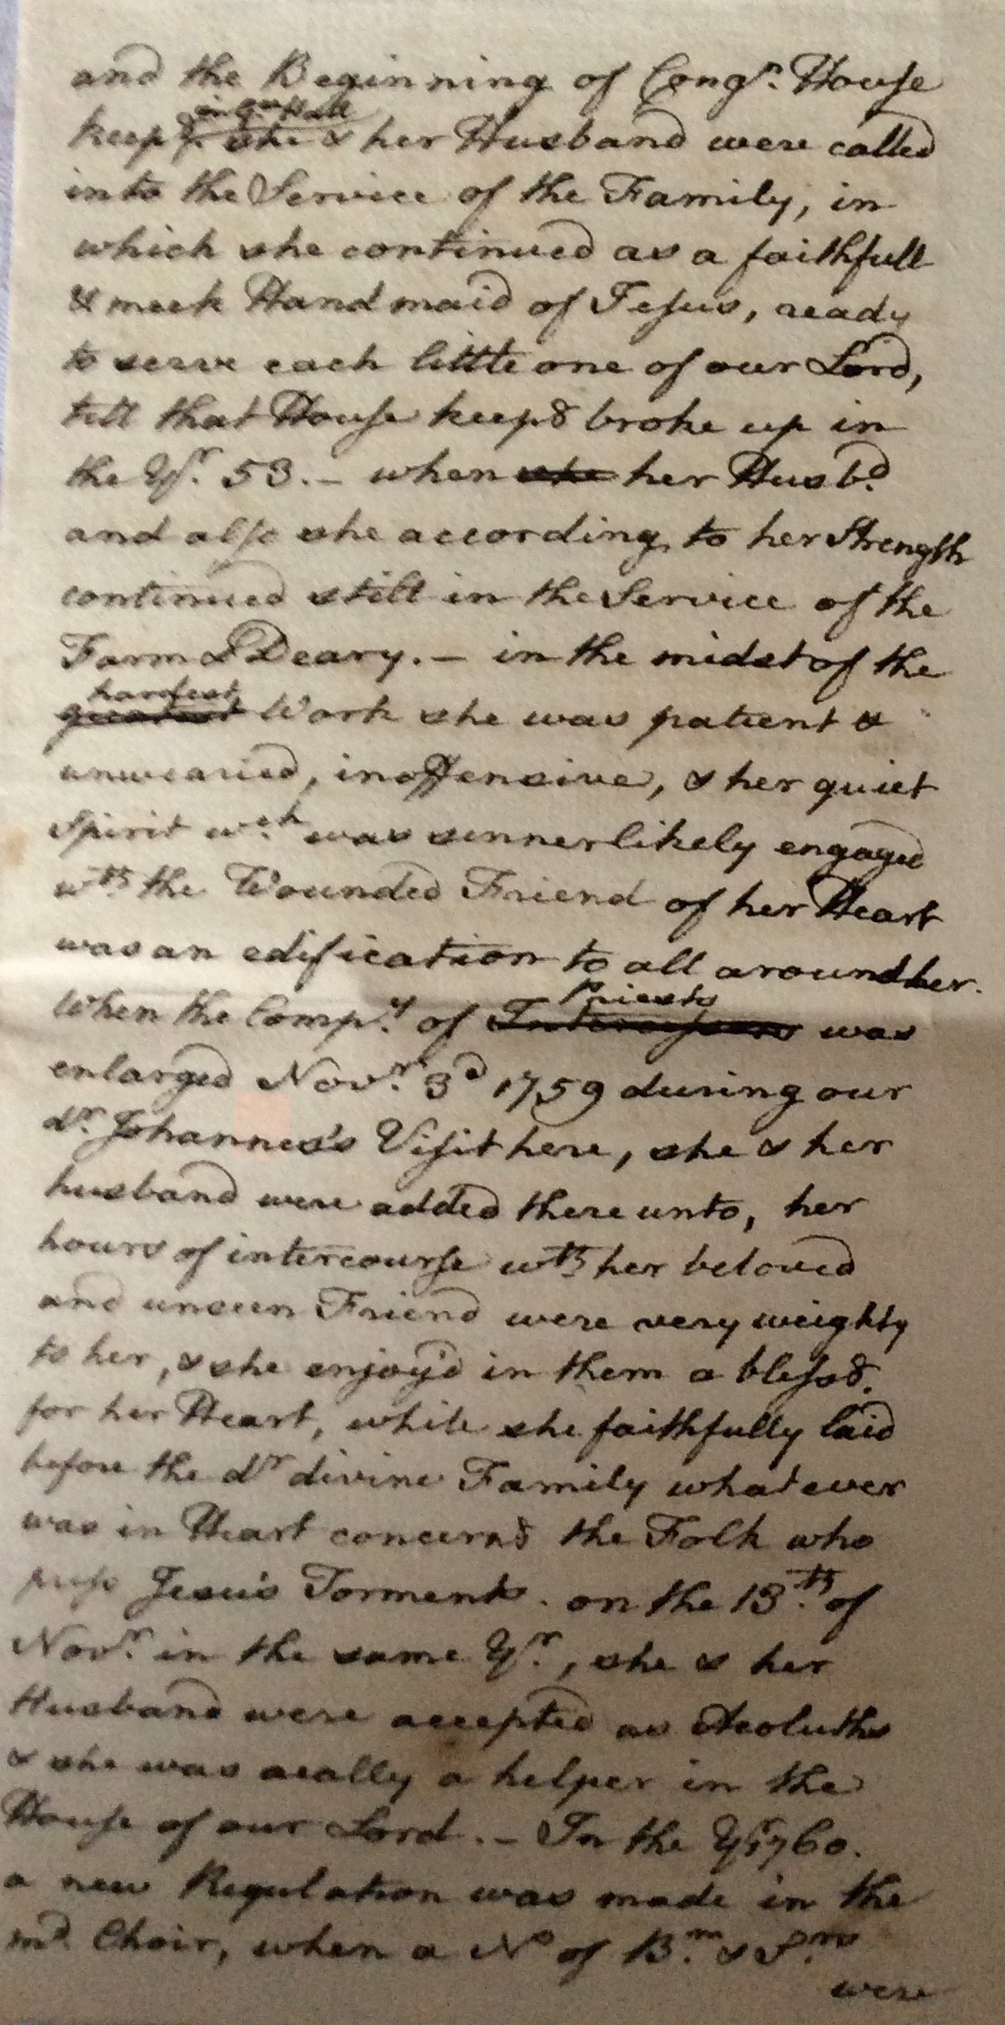 and the Beginning of Congn. House
keepg. she & her Husband were called
into the Service of the Family, in
which she continued as a faithfull
& meek Handmaid of Jesus, ready
to serve each little one of our Lord,
till that House keepg broke up in
the Yr. 53. – when she her Husbd.
and also she according to her Strength
continued still in the Service of the
Farm & Deary. – in the midst of the
hardest
greatest Work she was patient &
unwearied, inoffensive, & her quiet
Spirit wch. was sinnerlikely engaged
wth the Wounded Friend of her Heart
was an edification to all around her.
When the Compy. of Priests
Intercessors was
enlarged Novr. 3d 1759 during our
dr. Johannes's Visit here, she & her
husband were added there unto, her
hours of intercourse wth her beloved
and unseen Friend were very weighty
to her, & she enjoy'd in them a blessg.
for her Heart, while she faithfully laid
before the dr divine Family whatever
was in Heart concerng the Folk who
Jesu's Torments. on the 13th. of
Novr. in the same Yr., she & her
Husband were accepted as Acoluths
& she was really a helper in the
House of our Lord. – In the Yr 1760.
a new Regulation was made in the
md. Choir, when a No of Brn. & Srs
were